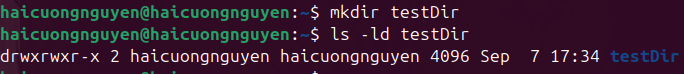 haicuongnguyen@haicuongnguyen:~$ mkdir testDir
haicuongnguyen@haicuongnguyen:~$ ls -ld testDir
drwxrwxr-x 2 haicuongnguyen haicuongnguyen 4096 Sep  7 17:34 testDir